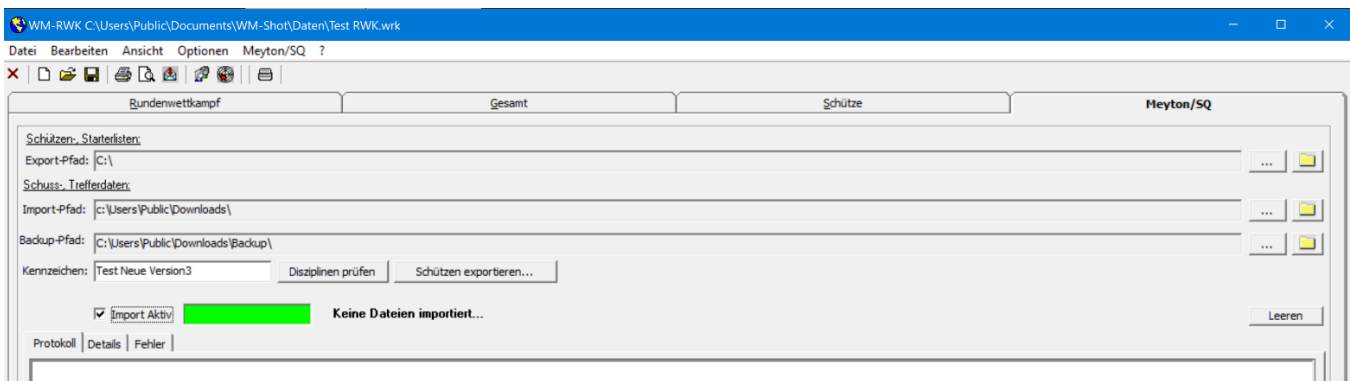 WM-RWK C:\Users\Public\Documents\WM-Shot\Daten\Test RWK.wrk
Datei Bearbeiten Ansicht Optionen Meyton/SQ ?
Rundenwettkampf Gesamt Schütze Meyton/SQ
Schützen-, Starterlisten:
Export-Pfad: C:\ ...
Schuss-, Trefferdaten:
Import-Pfad: c:\Users\Public\Downloads\ ...
Backup-Pfad: C:\Users\Public\Downloads\Backup\ ...
Kennzeichen: Test Neue Version3 Disziplinen prüfen Schützen exportieren...
Import Aktiv Keine Dateien importiert... Leeren
Protokoll Details Fehler